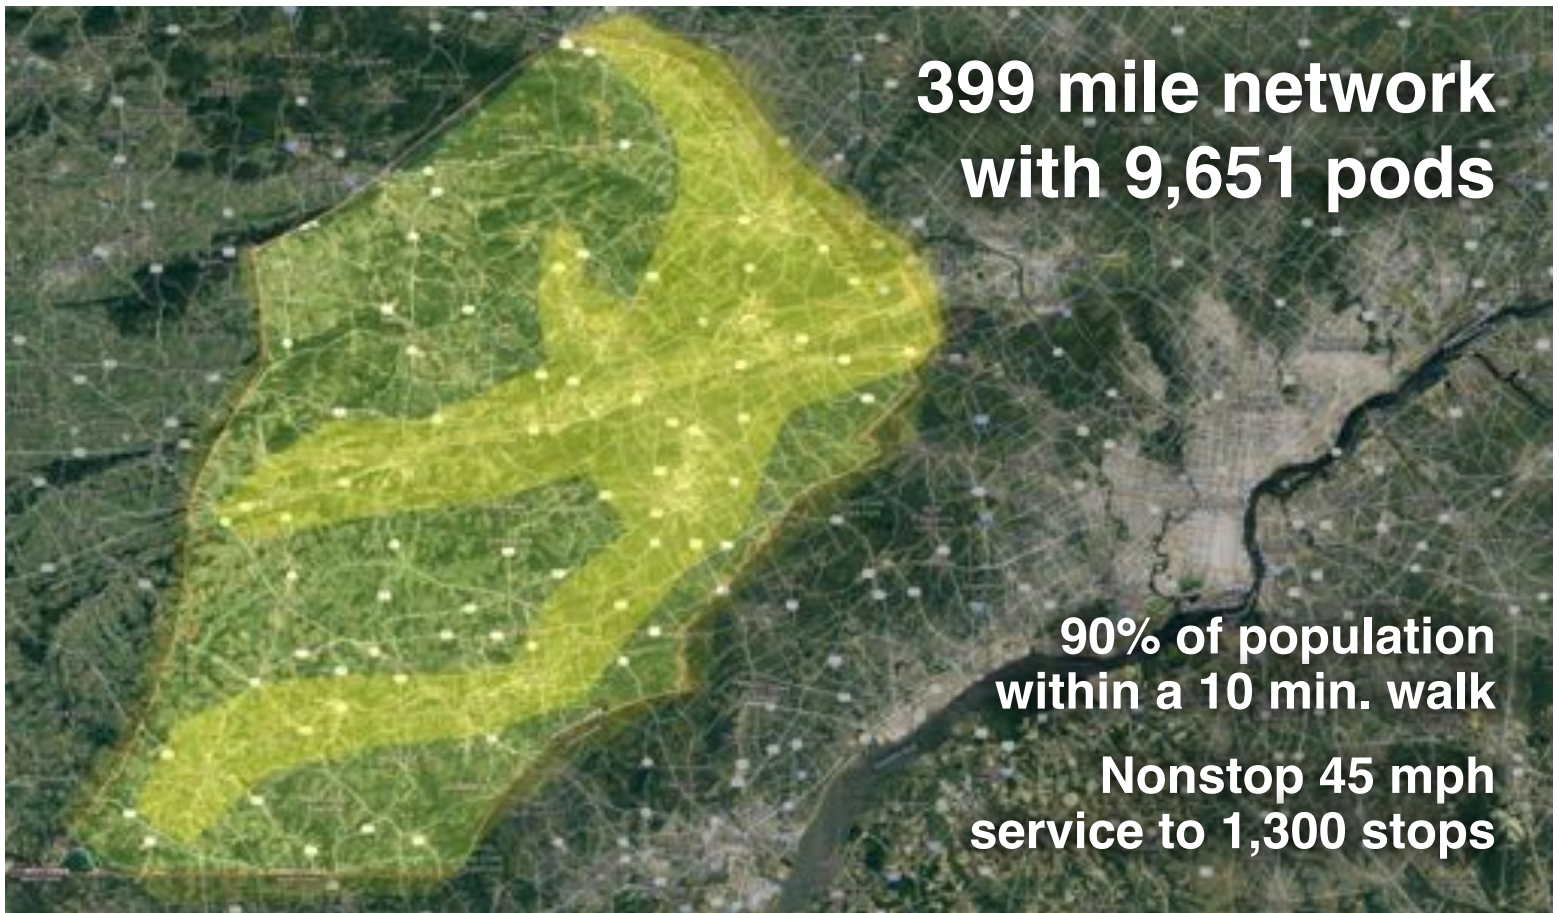 399 mile network
with 9,651 pods
90% of population
within a 10 min. walk
Nonstop 45 mph
service to 1,300 stops